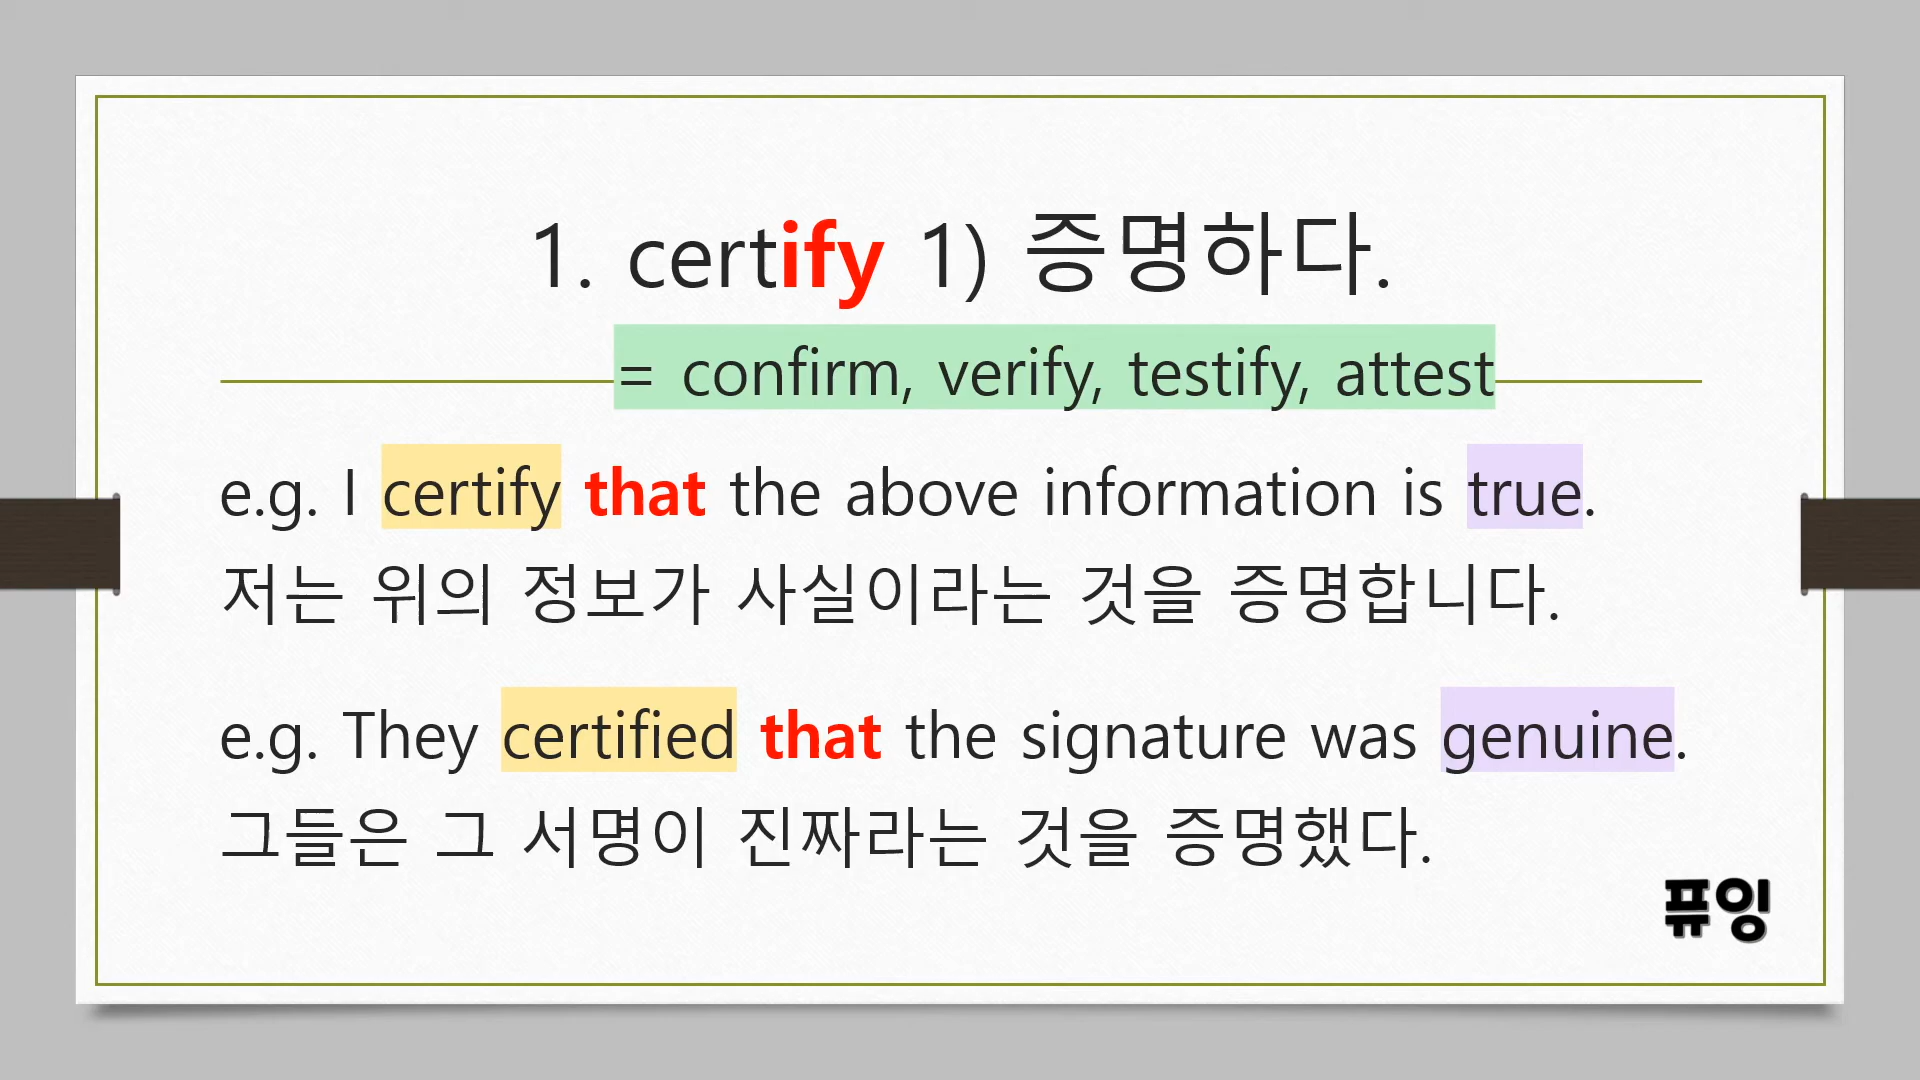 1. certify 1) 증명하다.
= confirm, verify, testify, attest
e.g. I certify that the above information is true.
저는 위의 정보가 사실이라는 것을 증명합니다.
e.g. They certified that the signature was genuine.
그들은 그 서명이 진짜라는 것을 증명했다.
퓨잉